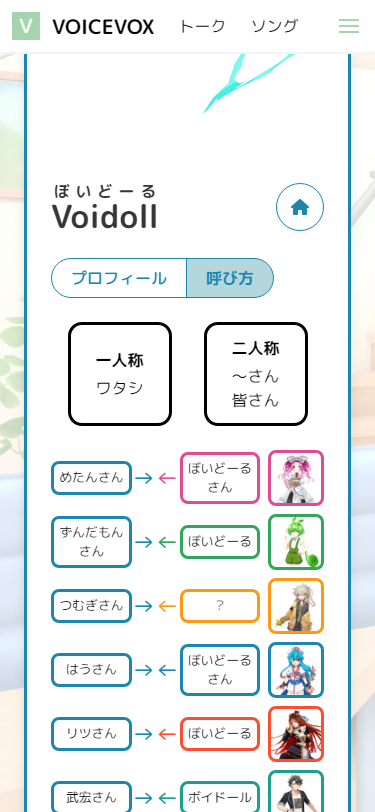 V VOICEVOX トーク ソング
ぼいどーる
Voidoll
プロフィール 呼び方
一人称
ワタシ
二人称
〜さん
皆さん
めたんさん
ぼいどーる
さん
ずんだもん
さん
ぼいどーる
つむぎさん
?
はうさん
ぼいどーる
さん
リツさん
ぼいどーる
武宏さん
ボイドール